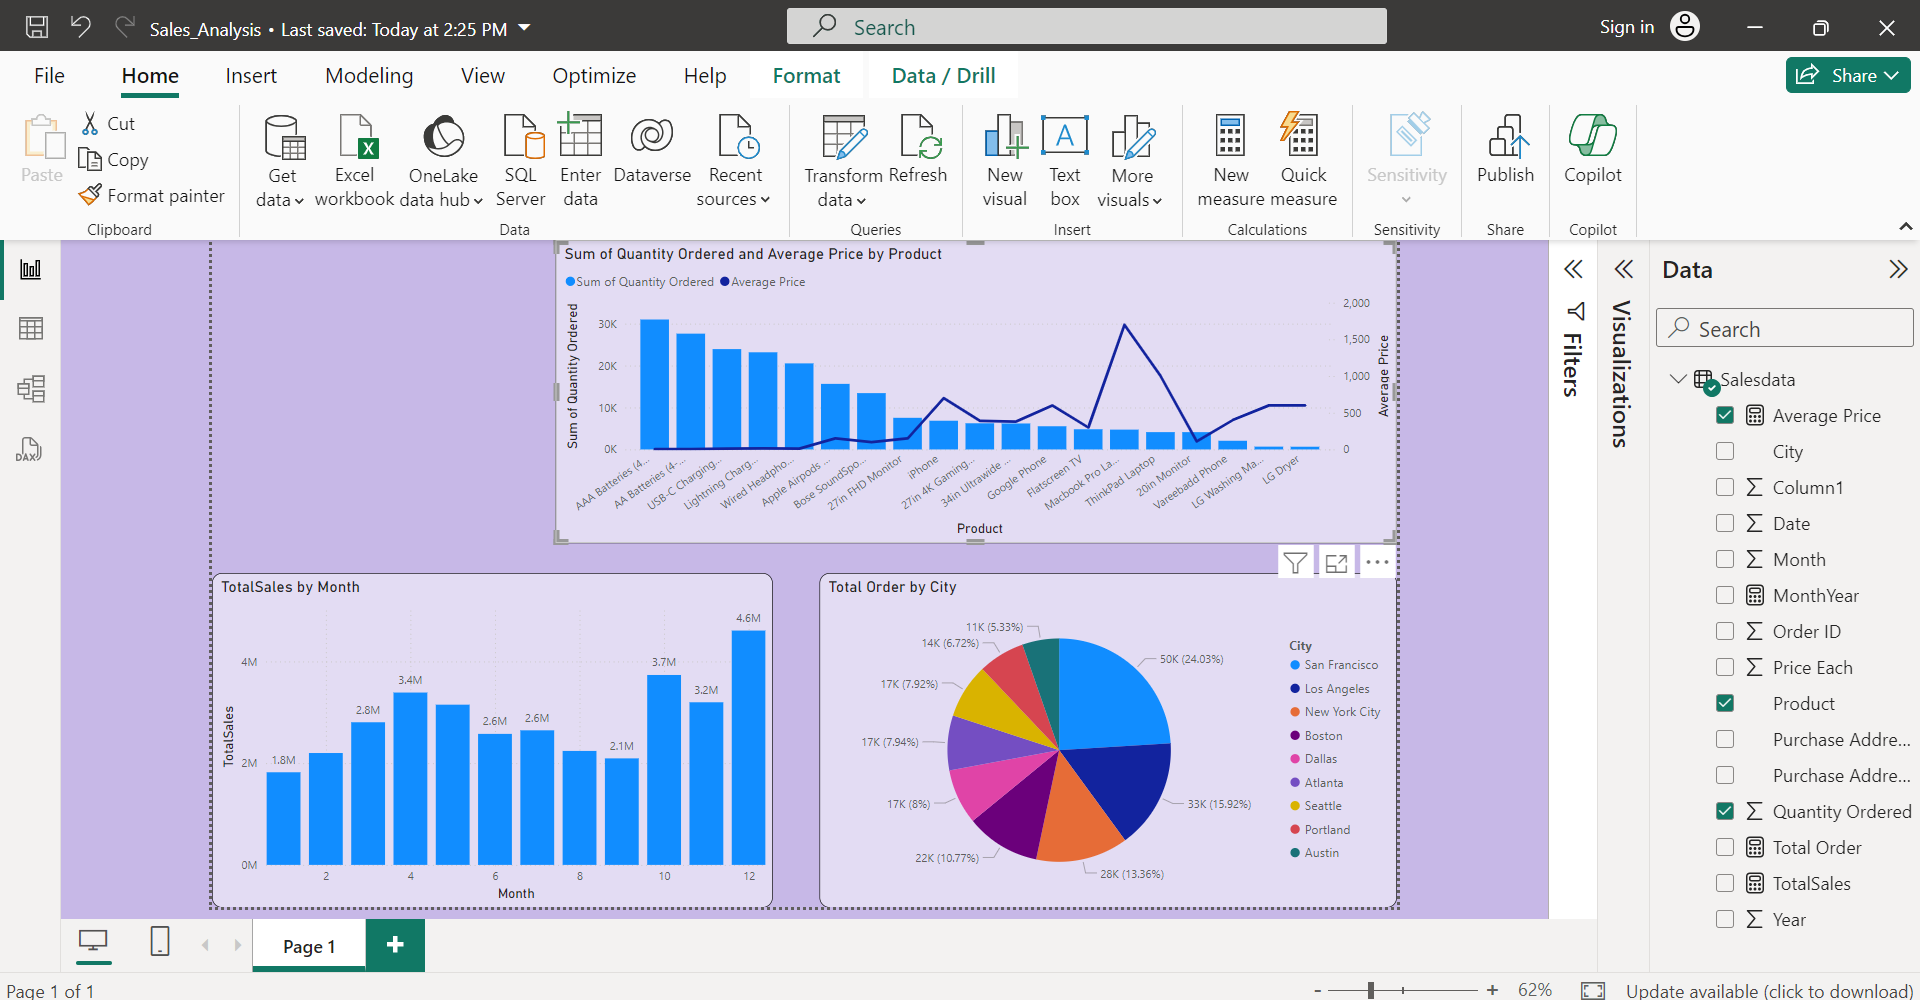 Sales_Analysis • Last saved: Today at 2:25 PM
Search
Sign in
File Home Insert Modeling View Optimize Help Format Data / Drill
Share
Paste
Cut
Copy
Format painter
Clipboard
Get data
Excel workbook
OneLake data hub
SQL Server
Enter data
Dataverse
Recent sources
Data
Transform data
Refresh
Queries
New visual
Text box
More visuals
Insert
New measure
Quick measure
Calculations
Sensitivity
Sensitivity
Publish
Share
Copilot
Copilot
Sum of Quantity Ordered and Average Price by Product
Sum of Quantity Ordered Average Price
Sum of Quantity Ordered
30K
20K
10K
0K
2,000
1,500
1,000
500
0
Average Price
AAA Batteries (4...
AA Batteries (4-...
USB-C Charging...
Lightning Charg...
Wired Headpho...
Apple Airpods ...
Bose SoundSpo...
27in FHD Monitor
iPhone
27in 4K Gaming...
34in Ultrawide ...
Google Phone
Flatscreen TV
Macbook Pro La...
ThinkPad Laptop
20in Monitor
Vareebadd Phone
LG Washing Ma...
LG Dryer
Product
TotalSales by Month
TotalSales
4M
2M
0M
1.8M
2.8M
3.4M
2.6M
2.6M
2.1M
3.7M
3.2M
4.6M
2 4 6 8 10 12
Month
Total Order by City
50K (24.03%)
33K (15.92%)
28K (13.36%)
22K (10.77%)
17K (8%)
17K (7.94%)
17K (7.92%)
14K (6.72%)
11K (5.33%)
City
San Francisco
Los Angeles
New York City
Boston
Dallas
Atlanta
Seattle
Portland
Austin
Filters
Visualizations
Data
Search
Salesdata
Average Price
City
Column1
Date
Month
MonthYear
Order ID
Price Each
Product
Purchase Addre...
Purchase Addre...
Quantity Ordered
Total Order
TotalSales
Year
DAX
Page 1
+
Page 1 of 1
- + 62%
Update available (click to download)